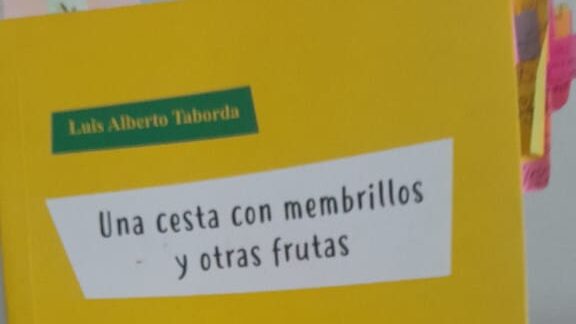 Luis Alberto Taborda
Una cesta con membrillos
y otras frutas